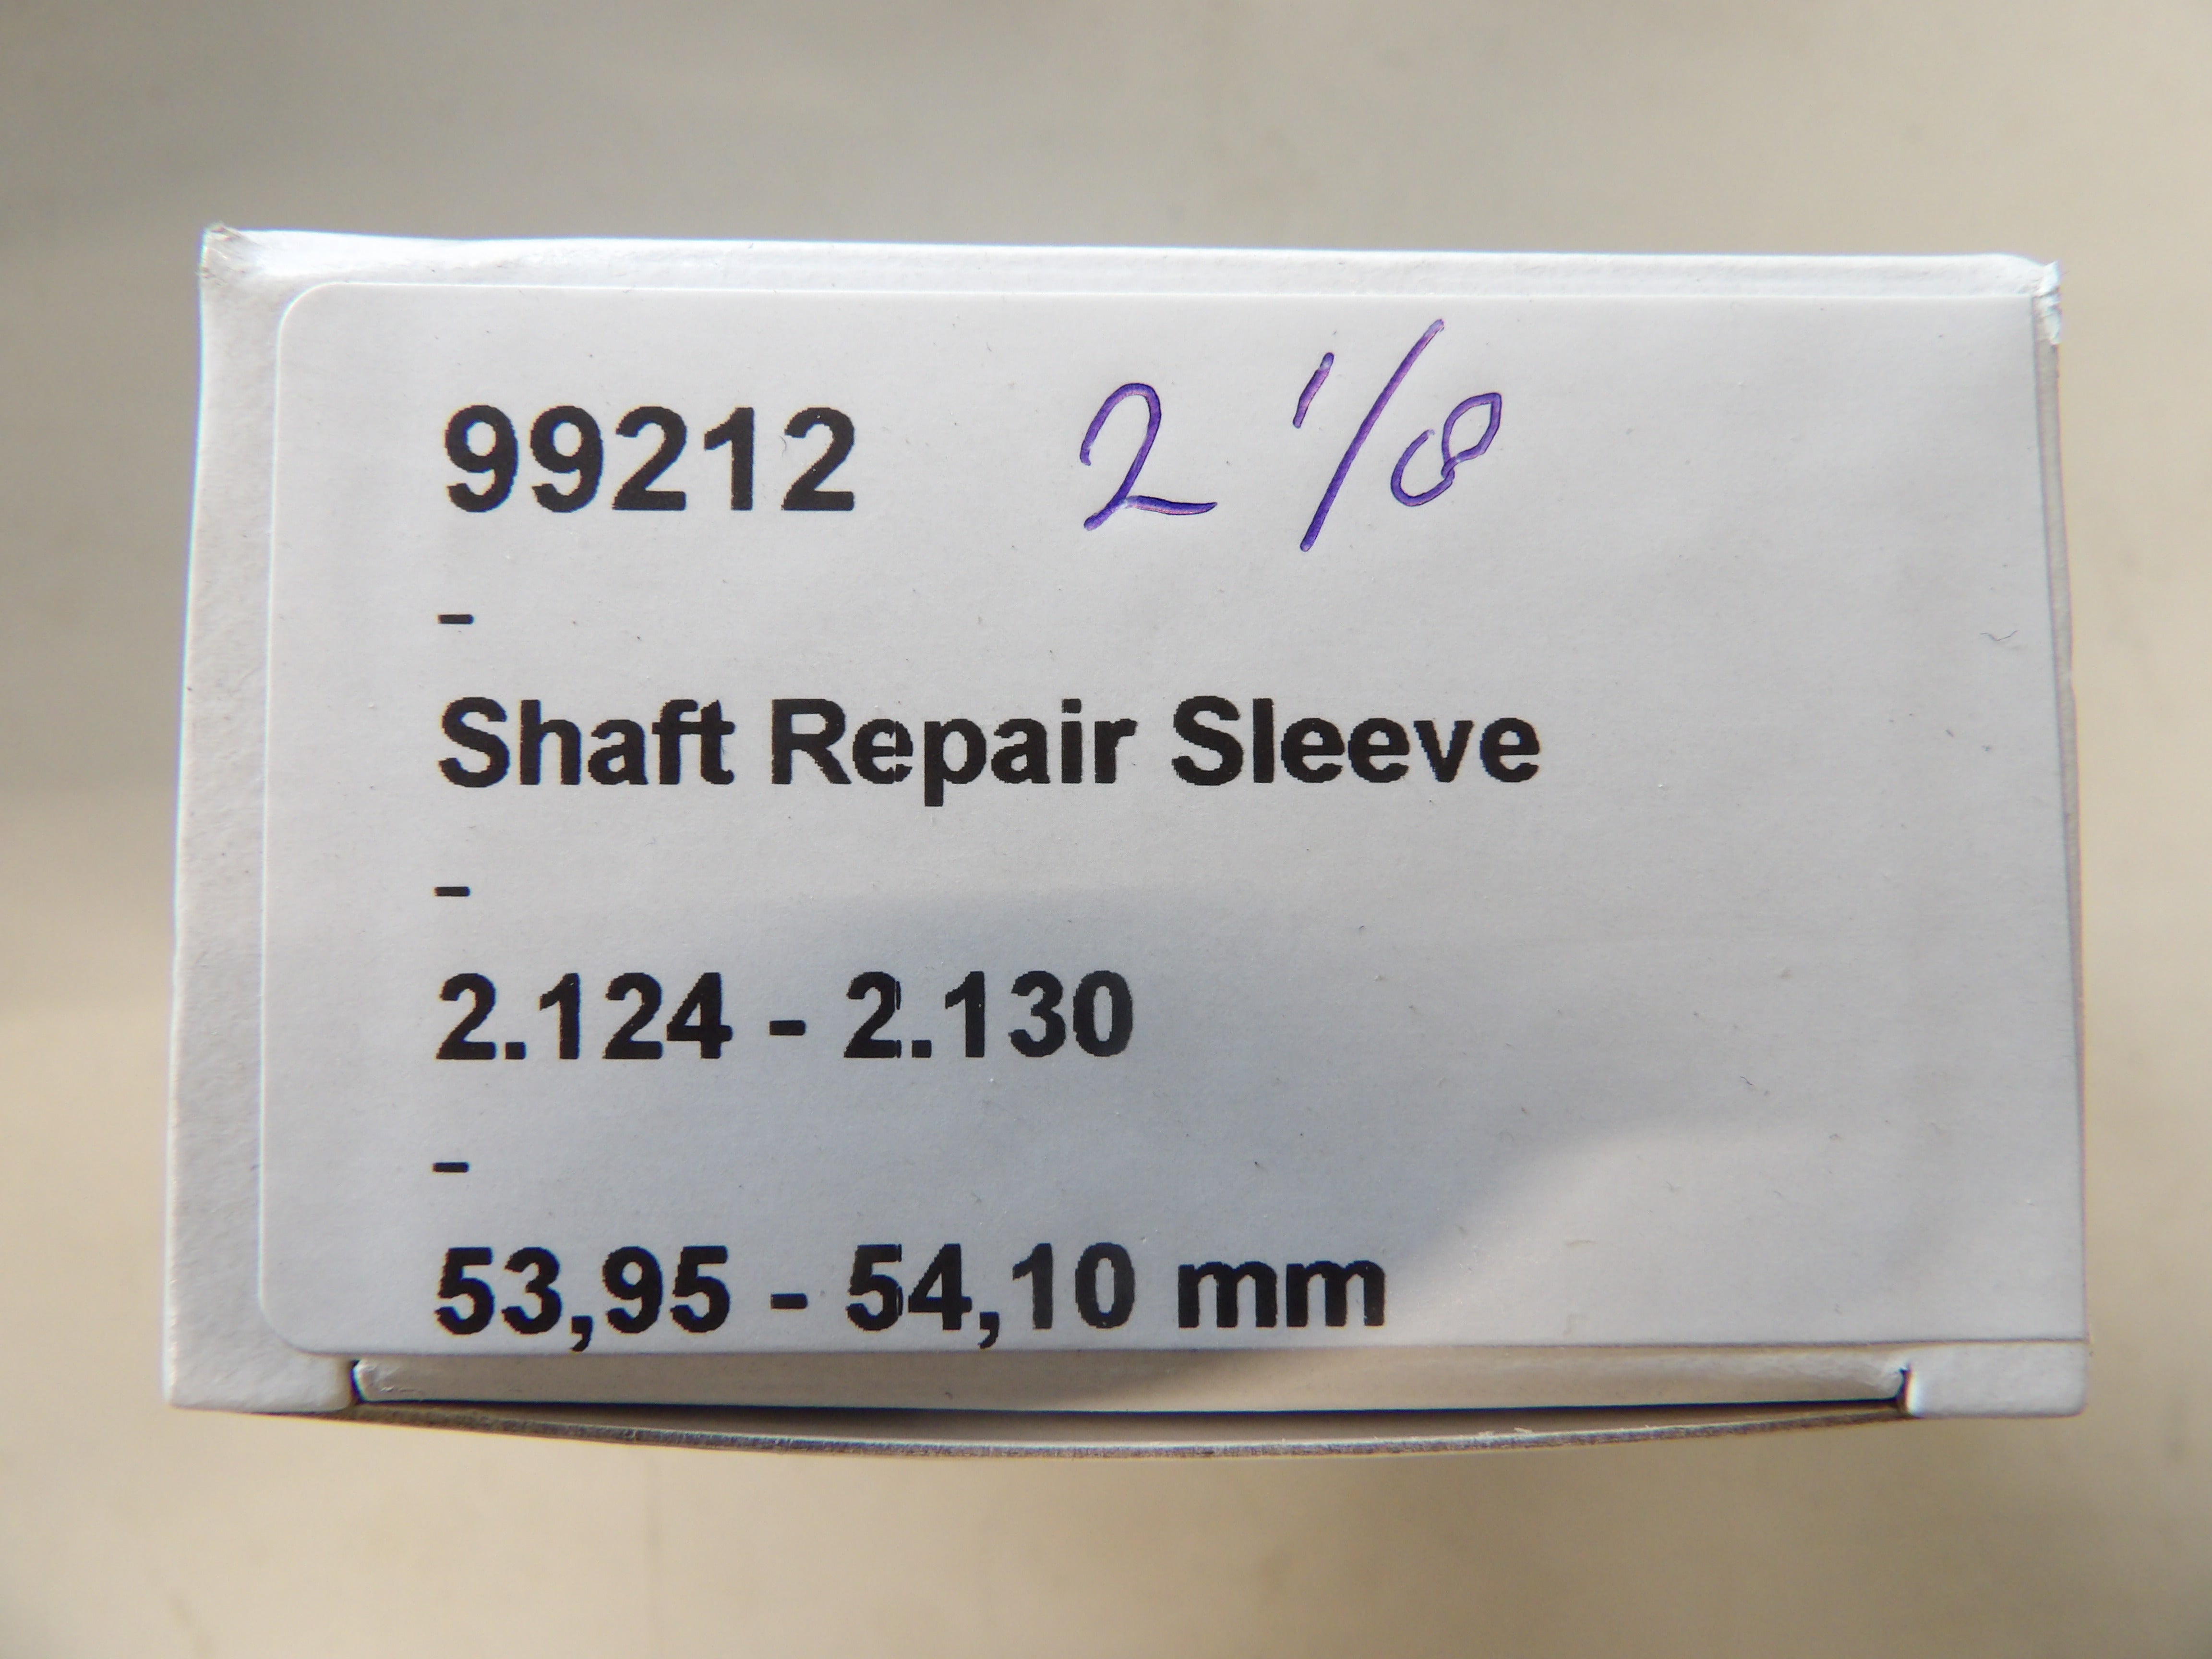 99212 2 1/8
-
Shaft Repair Sleeve
-
2.124 - 2.130
-
53,95 - 54,10 mm